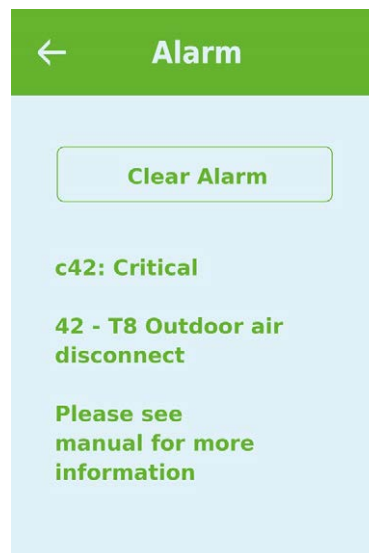 Alarm
Clear Alarm
c42: Critical
42 - T8 Outdoor air
disconnect
Please see
manual for more
information